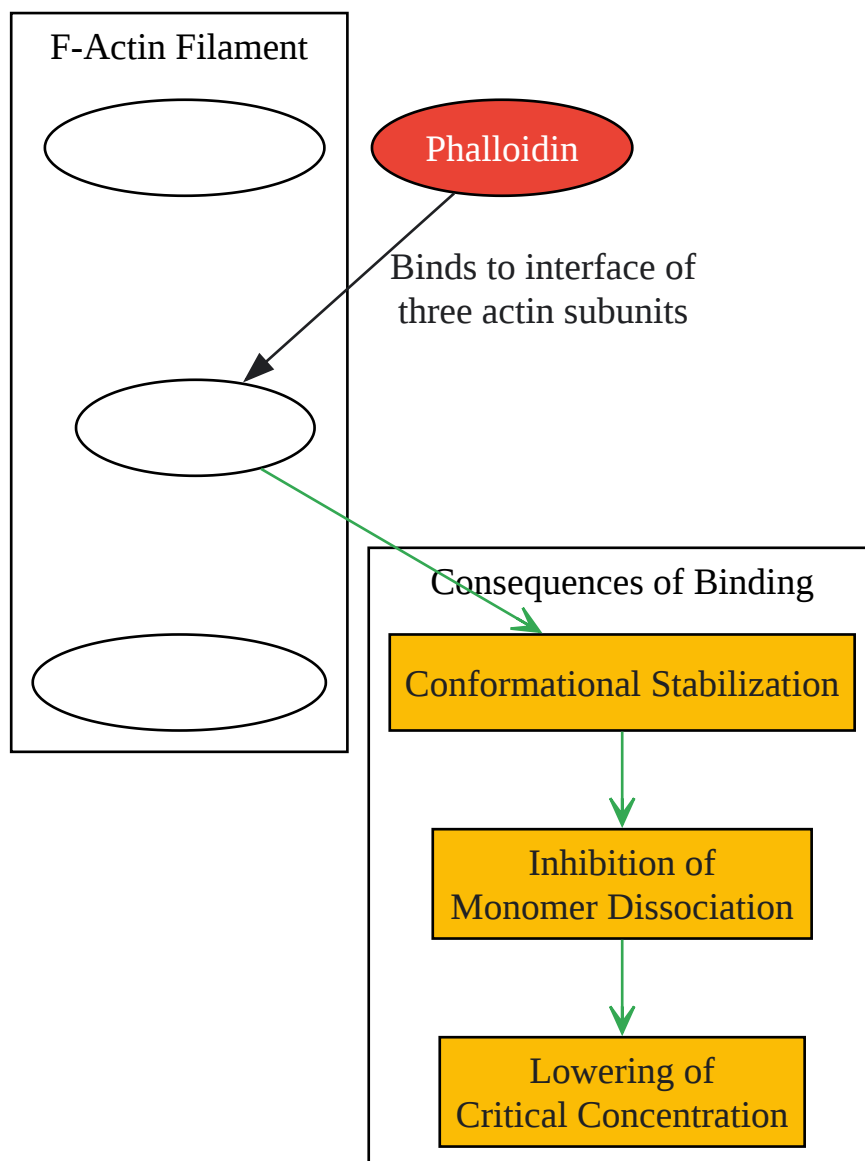 F-Actin Filament
Phalloidin
Binds to interface of
three actin subunits
Consequences of Binding
Conformational Stabilization
Inhibition of
Monomer Dissociation
Lowering of
Critical Concentration